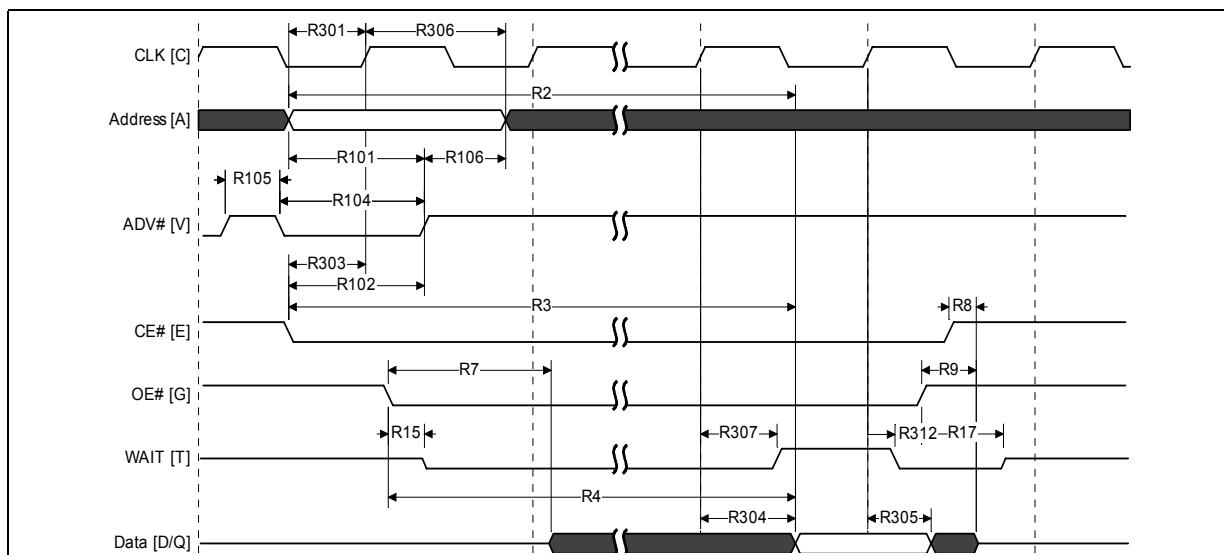 R301 R306
CLK [C]
R2
Address [A]
R101 R106
R105
R104
ADV# [V]
R303
R102
R3
R8
CE# [E]
R7
R9
OE# [G]
R15
R307
R312 R17
WAIT [T]
R4
R304
R305
Data [D/Q]